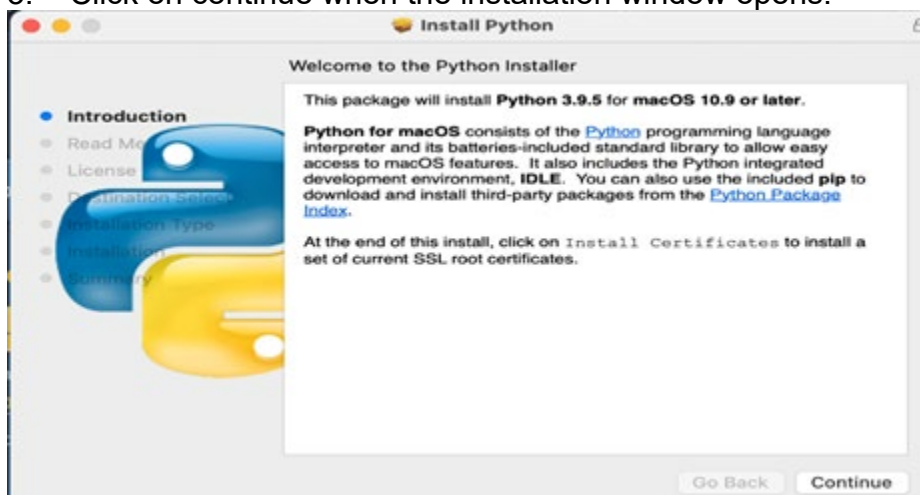 Click on continue when the installation window opens.
Install Python
Welcome to the Python Installer
Introduction
Read Me
License
Destination Select
Installation Type
Installation
Summary
This package will install Python 3.9.5 for macOS 10.9 or later.
Python for macOS consists of the Python programming language
interpreter and its batteries-included standard library to allow easy
access to macOS features. It also includes the Python integrated
development environment, IDLE. You can also use the included pip to
download and install third-party packages from the Python Package
Index.
At the end of this install, click on Install Certificates to install a
set of current SSL root certificates.
Go Back
Continue